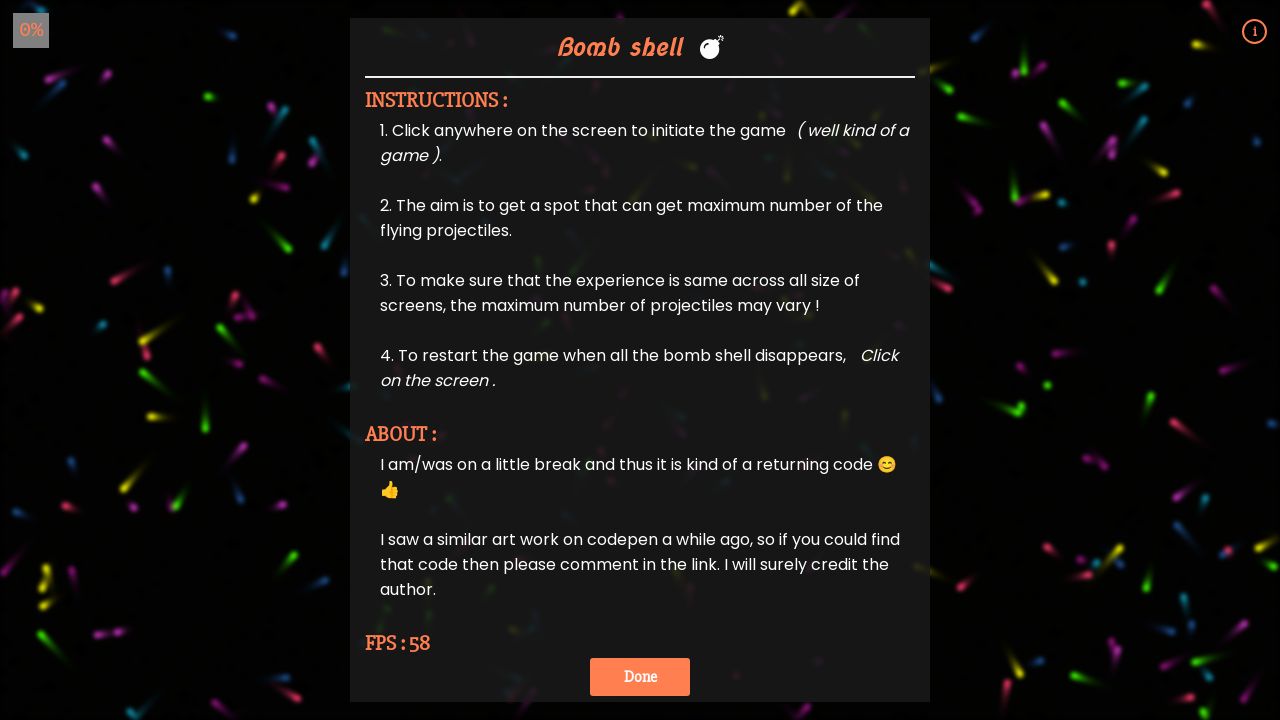 0%
i
Bomb shell 💣
INSTRUCTIONS :
1. Click anywhere on the screen to initiate the game ( well kind of a
game ).
2. The aim is to get a spot that can get maximum number of the
flying projectiles.
3. To make sure that the experience is same across all size of
screens, the maximum number of projectiles may vary !
4. To restart the game when all the bomb shell disappears, Click
on the screen .
ABOUT :
I am/was on a little break and thus it is kind of a returning code 😊
👍
I saw a similar art work on codepen a while ago, so if you could find
that code then please comment in the link. I will surely credit the
author.
FPS : 58
Done